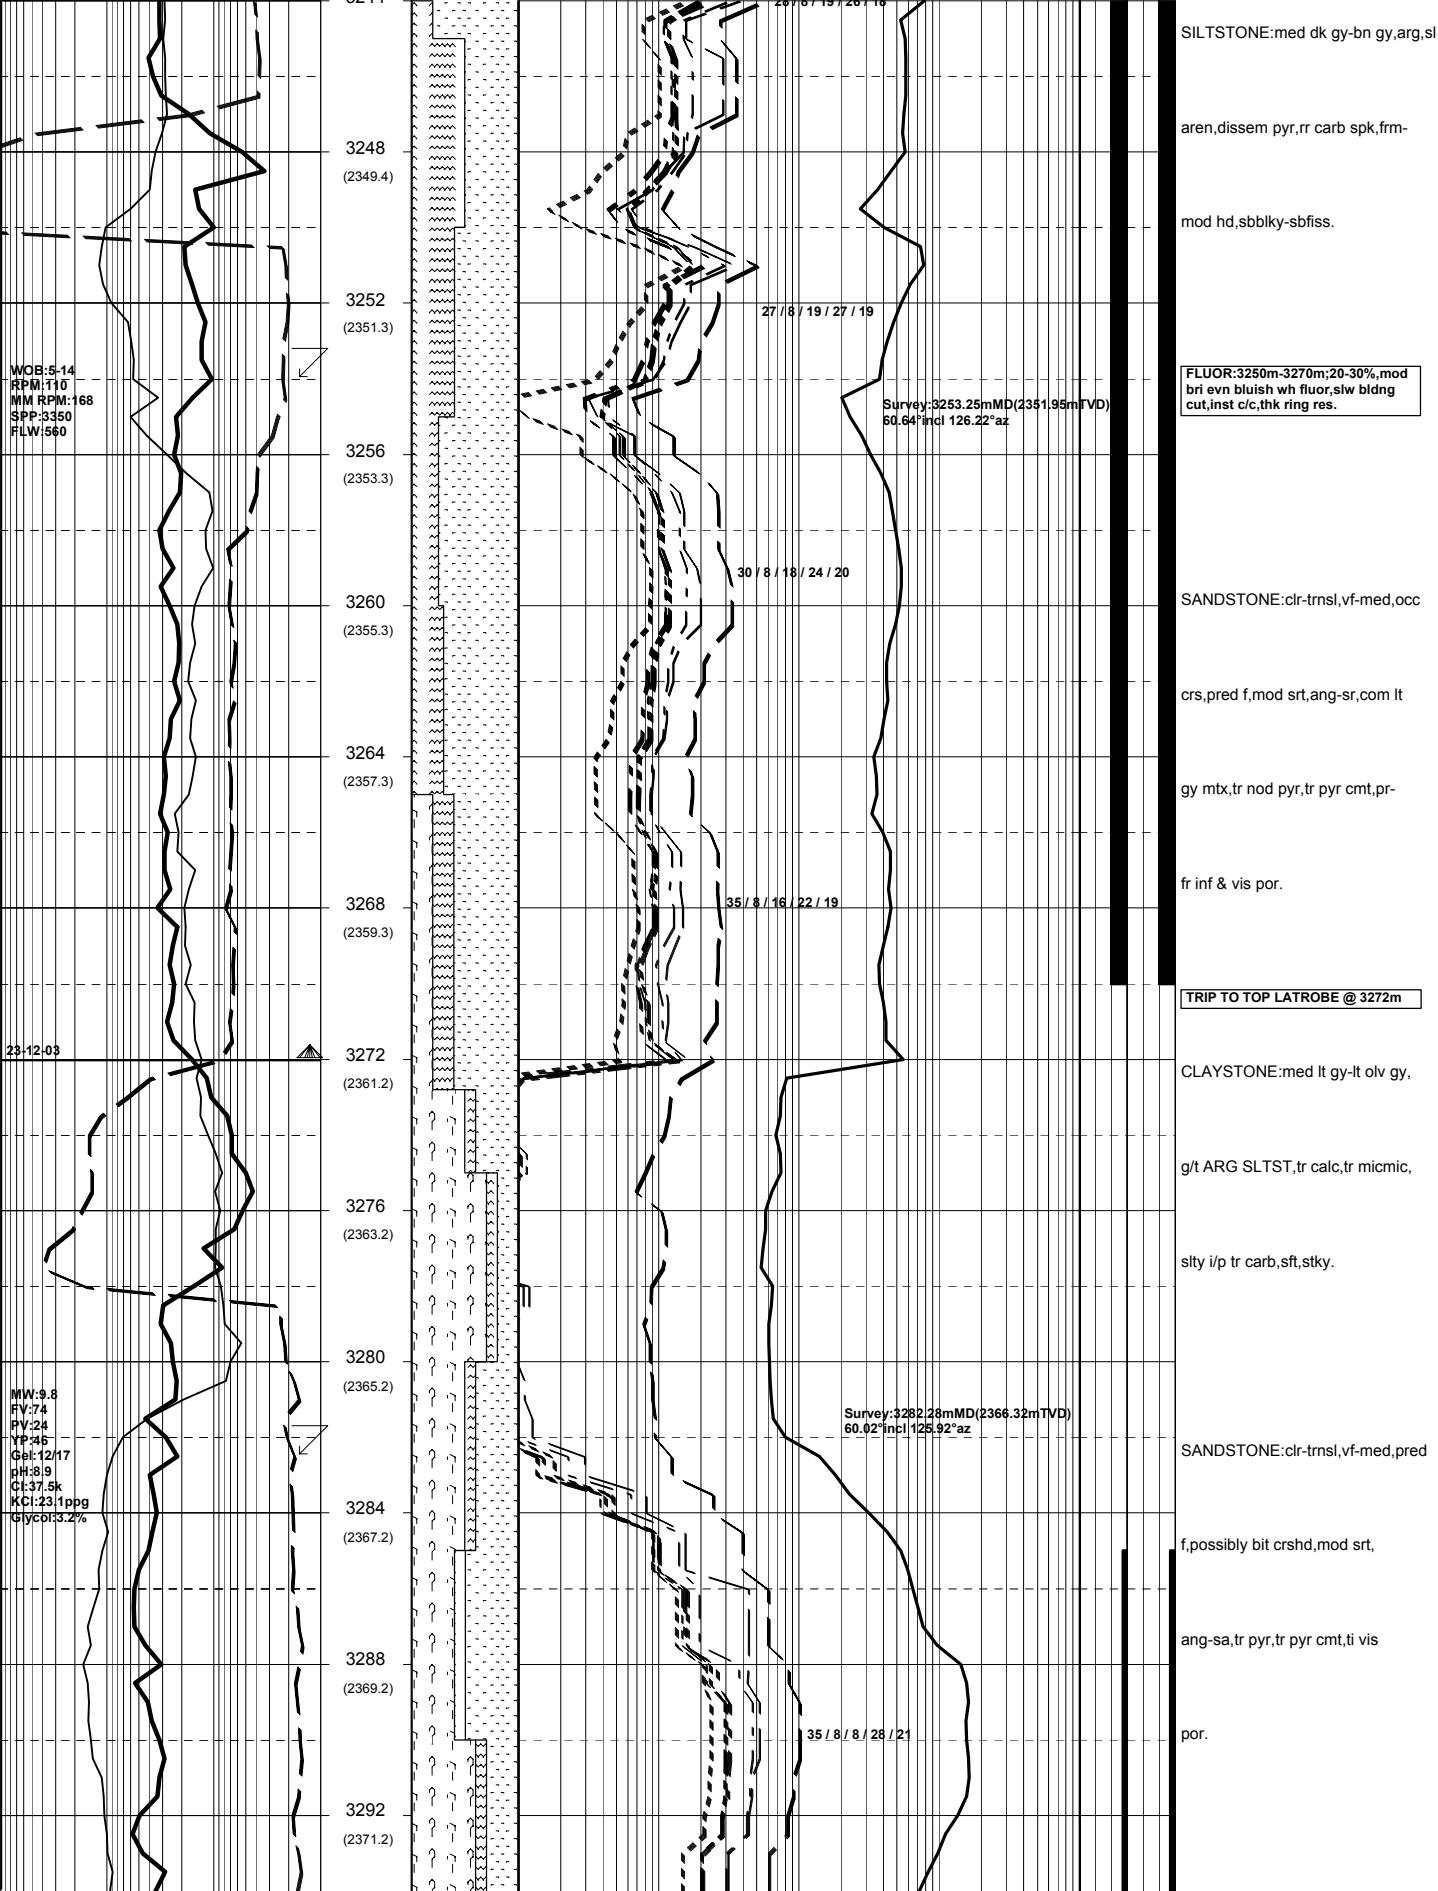 28 / 8 / 19 / 26 / 18
SILTSTONE:med dk gy-bn gy,arg,sl
aren,dissem pyr,rr carb spk,frm-
3248
(2349.4)
mod hd,sbblky-sbfiss.
3252
(2351.3)
27 / 8 / 19 / 27 / 19
WOB:5-14
RPM:110
MM RPM:168
SPP:3350
FLW:560
FLUOR:3250m-3270m;20-30%,mod
bri evn bluish wh fluor,slw bldng
cut,inst c/c,thk ring res.
Survey:3253.25mMD(2351.95mTVD)
60.64°incl 126.22°az
3256
(2353.3)
30 / 8 / 18 / 24 / 20
3260
(2355.3)
SANDSTONE:clr-trnsl,vf-med,occ
crs,pred f,mod srt,ang-sr,com lt
3264
(2357.3)
gy mtx,tr nod pyr,tr pyr cmt,pr-
fr inf & vis por.
35 / 8 / 16 / 22 / 19
3268
(2359.3)
TRIP TO TOP LATROBE @ 3272m
23-12-03
3272
(2361.2)
CLAYSTONE:med lt gy-lt olv gy,
g/t ARG SLTST,tr calc,tr micmic,
3276
(2363.2)
slty i/p tr carb,sft,stky.
3280
(2365.2)
MW:9.8
FV:74
PV:24
YP:46
Gel:12/17
pH:8.9
Cl:37.5k
KCl:23.1ppg
Glycol:3.2%
Survey:3282.28mMD(2366.32mTVD)
60.02°incl 125.92°az
SANDSTONE:clr-trnsl,vf-med,pred
3284
(2367.2)
f,possibly bit crshd,mod srt,
ang-sa,tr pyr,tr pyr cmt,ti vis
3288
(2369.2)
35 / 8 / 8 / 28 / 21
por.
3292
(2371.2)